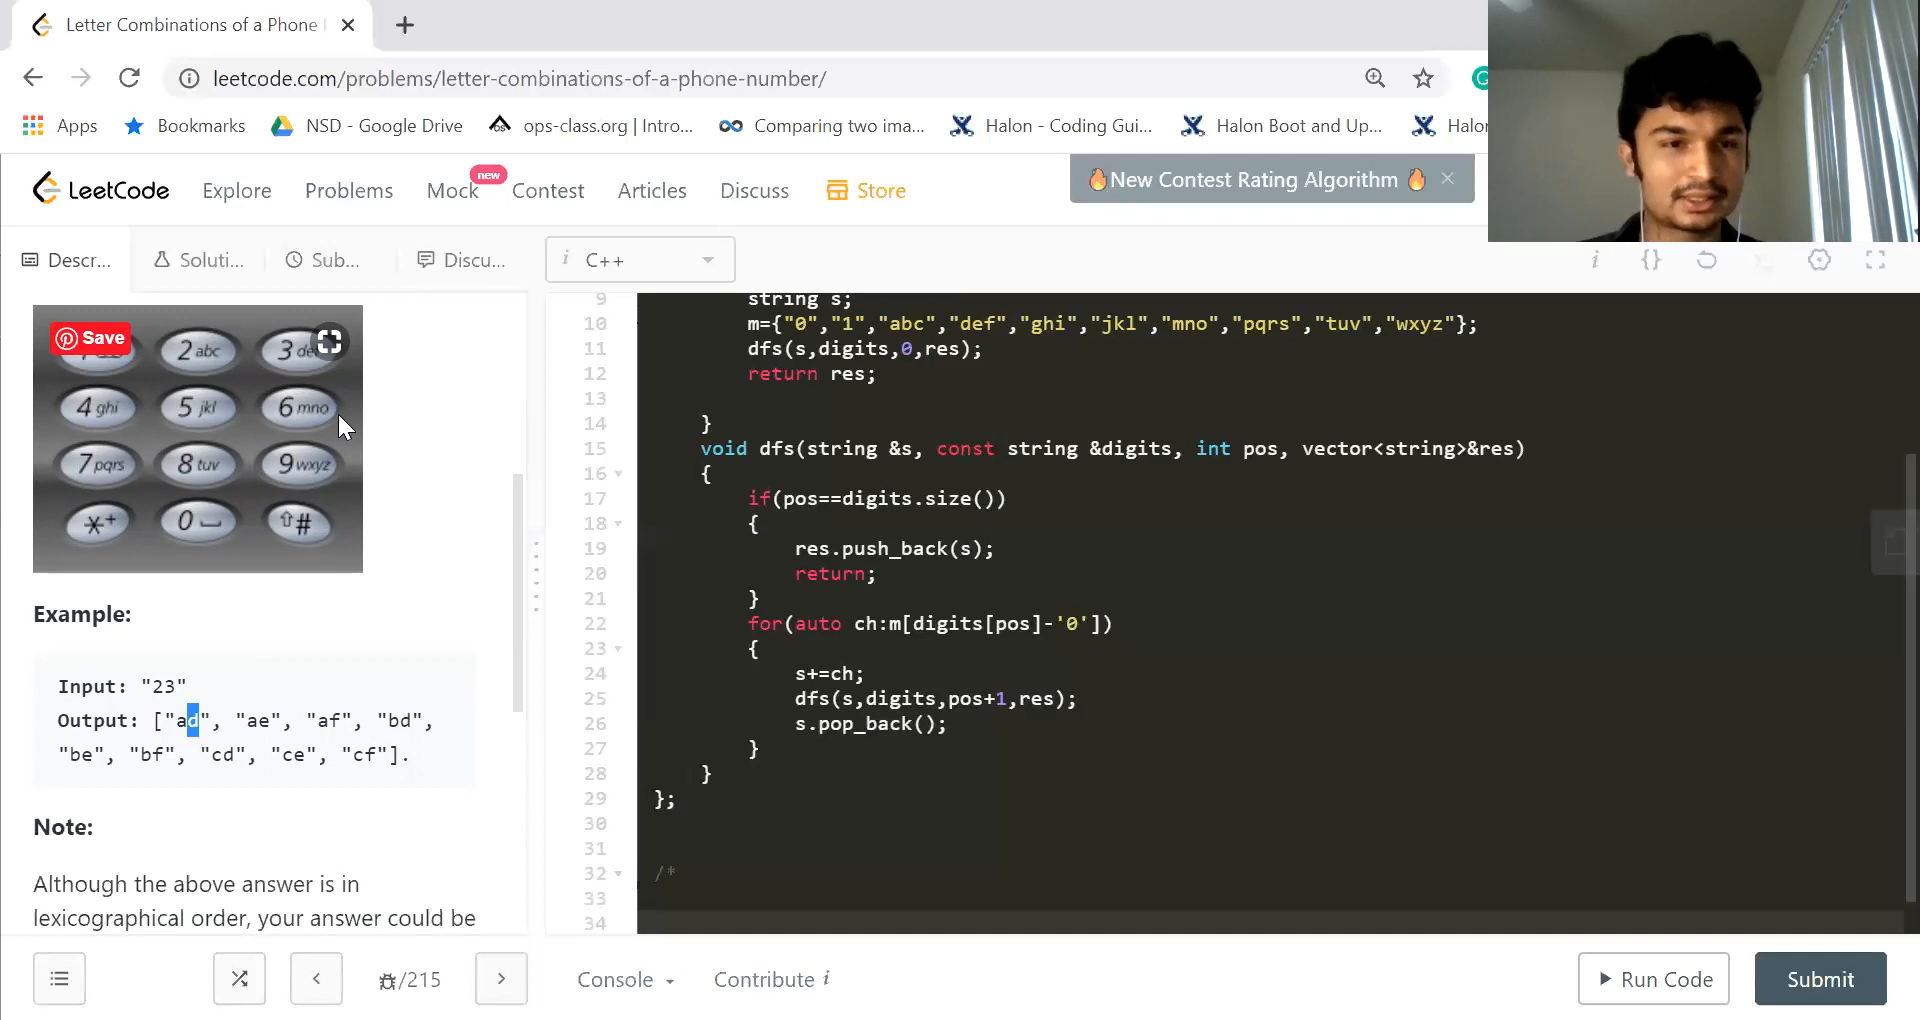 Letter Combinations of a Phone
leetcode.com/problems/letter-combinations-of-a-phone-number/
Apps Bookmarks NSD - Google Drive ops-class.org | Intro... Comparing two ima... Halon - Coding Gui... Halon Boot and Up... Halo
LeetCode Explore Problems Mock new Contest Articles Discuss Store
🔥New Contest Rating Algorithm 🔥
Descr... Soluti... Sub... Discu...
i C++
i {}
Save
2 abc 3 de
4 ghi 5 jkl 6 mno
7 pqrs 8 tuv 9 wxyz
*+ 0 #
Example:
Input: "23"
Output: ["ad", "ae", "af", "bd",
"be", "bf", "cd", "ce", "cf"].
Note:
Although the above answer is in
lexicographical order, your answer could be
9 string s;
10 m={"0","1","abc","def","ghi","jkl","mno","pqrs","tuv","wxyz"};
11 dfs(s,digits,0,res);
12 return res;
13
14 }
15 void dfs(string &s, const string &digits, int pos, vector<string>&res)
16 {
17 if(pos==digits.size())
18 {
19 res.push_back(s);
20 return;
21 }
22 for(auto ch:m[digits[pos]-'0'])
23 {
24 s+=ch;
25 dfs(s,digits,pos+1,res);
26 s.pop_back();
27 }
28 }
29 };
30
31
32 /*
33
34
/215
Console Contribute i
Run Code Submit